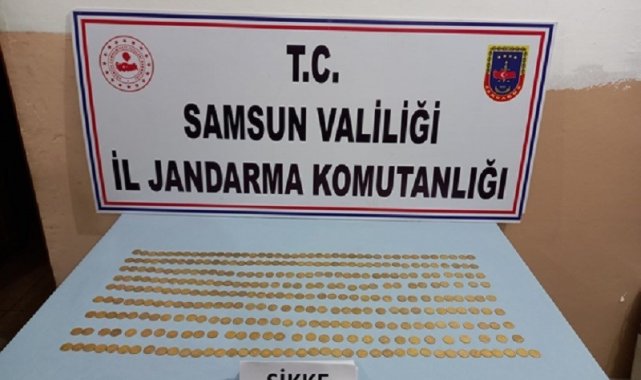 T.C.
SAMSUN VALİLİĞİ
İL JANDARMA KOMUTANLIĞI
SİKKE